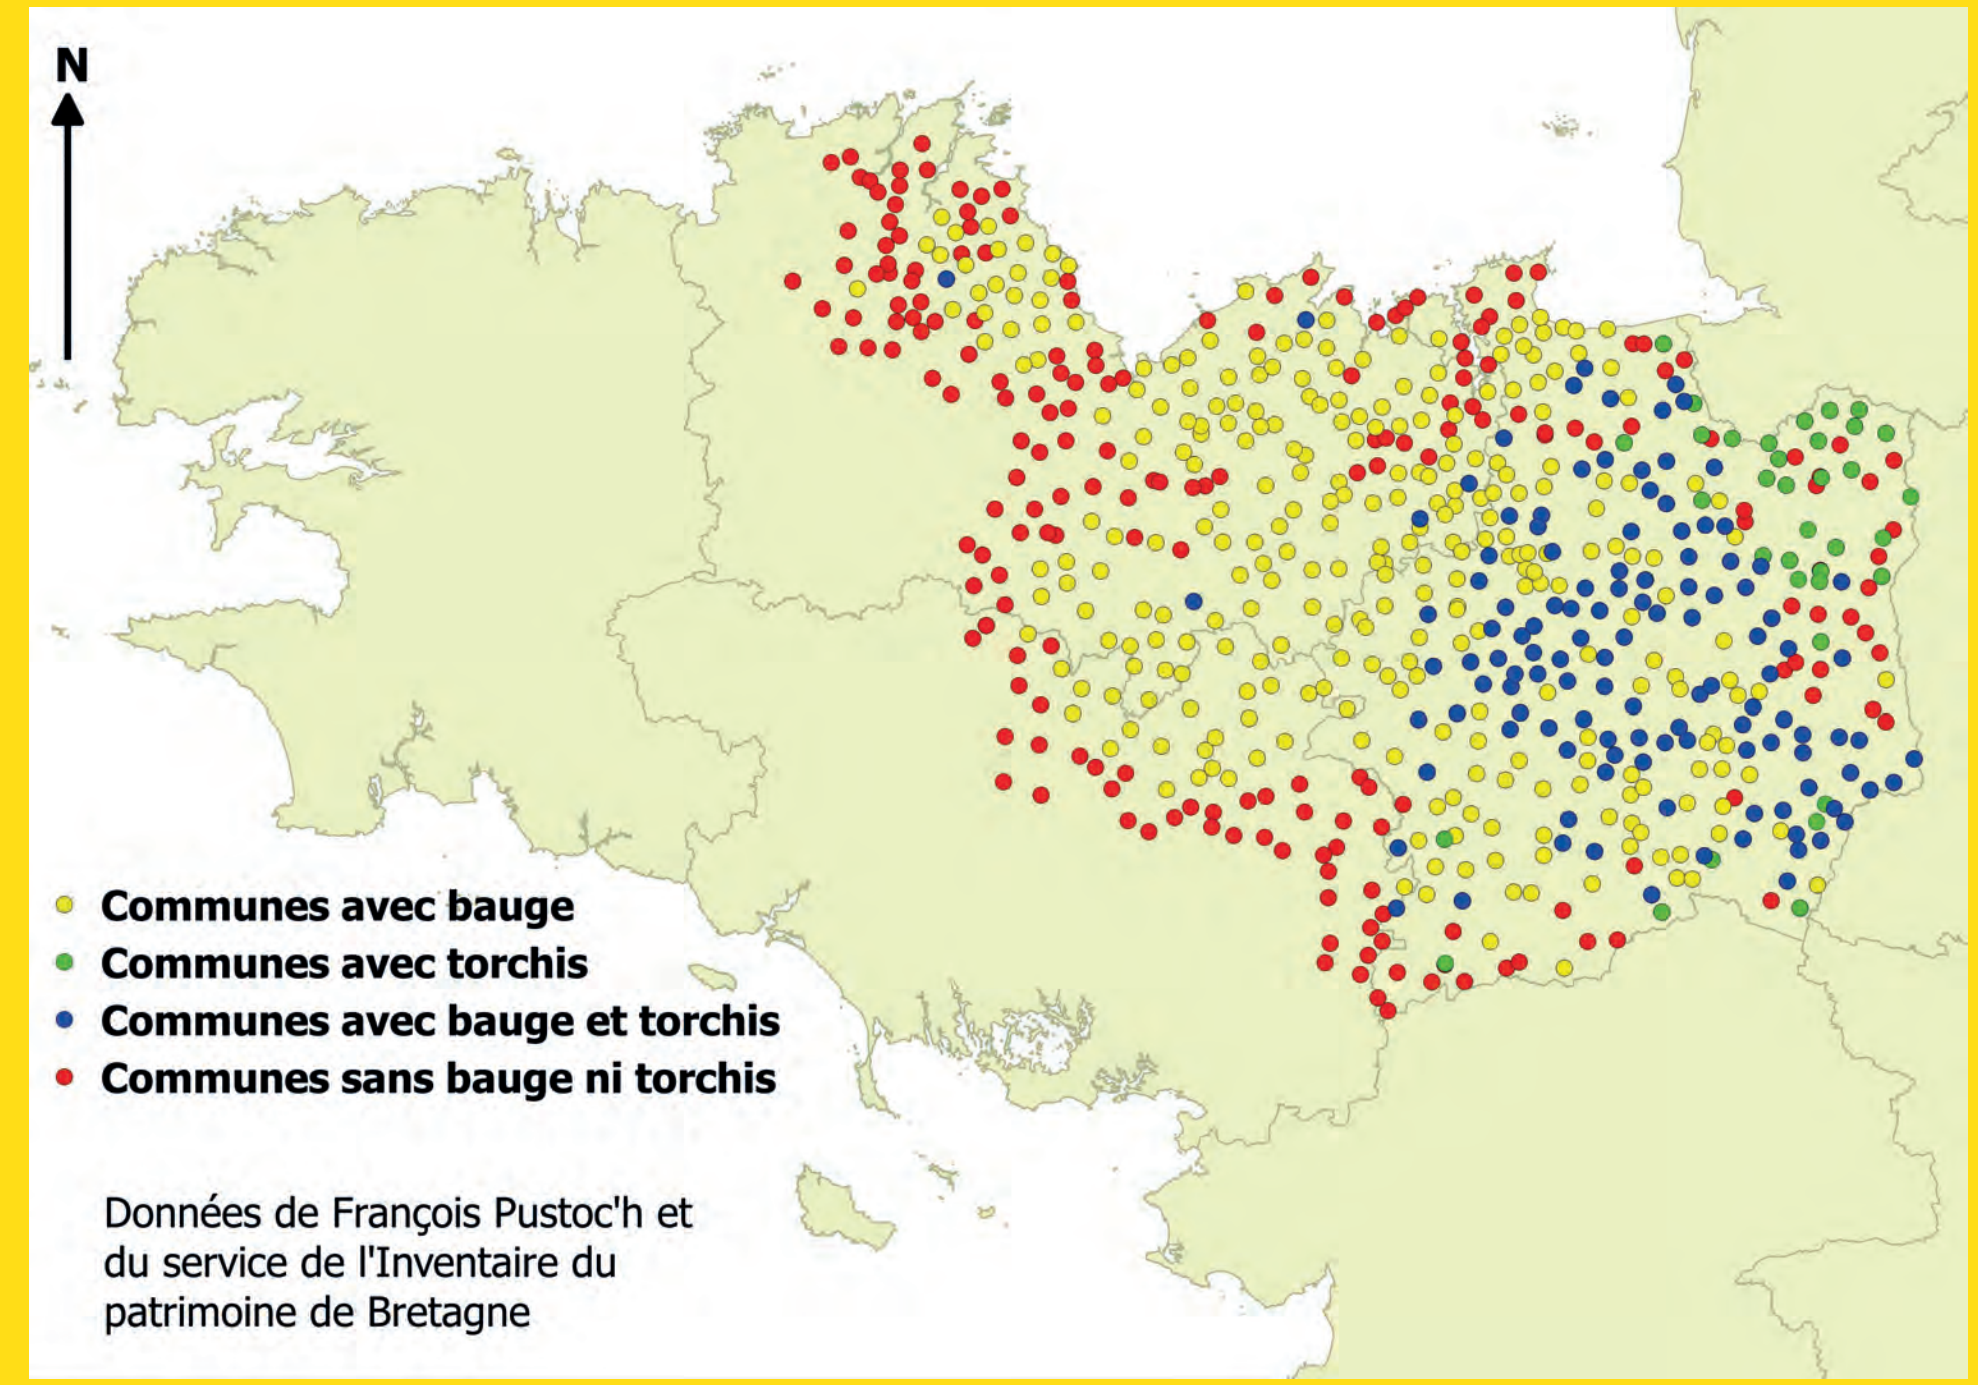 N
Communes avec bauge
Communes avec torchis
Communes avec bauge et torchis
Communes sans bauge ni torchis
Données de François Pustoc'h et
du service de l'Inventaire du
patrimoine de Bretagne